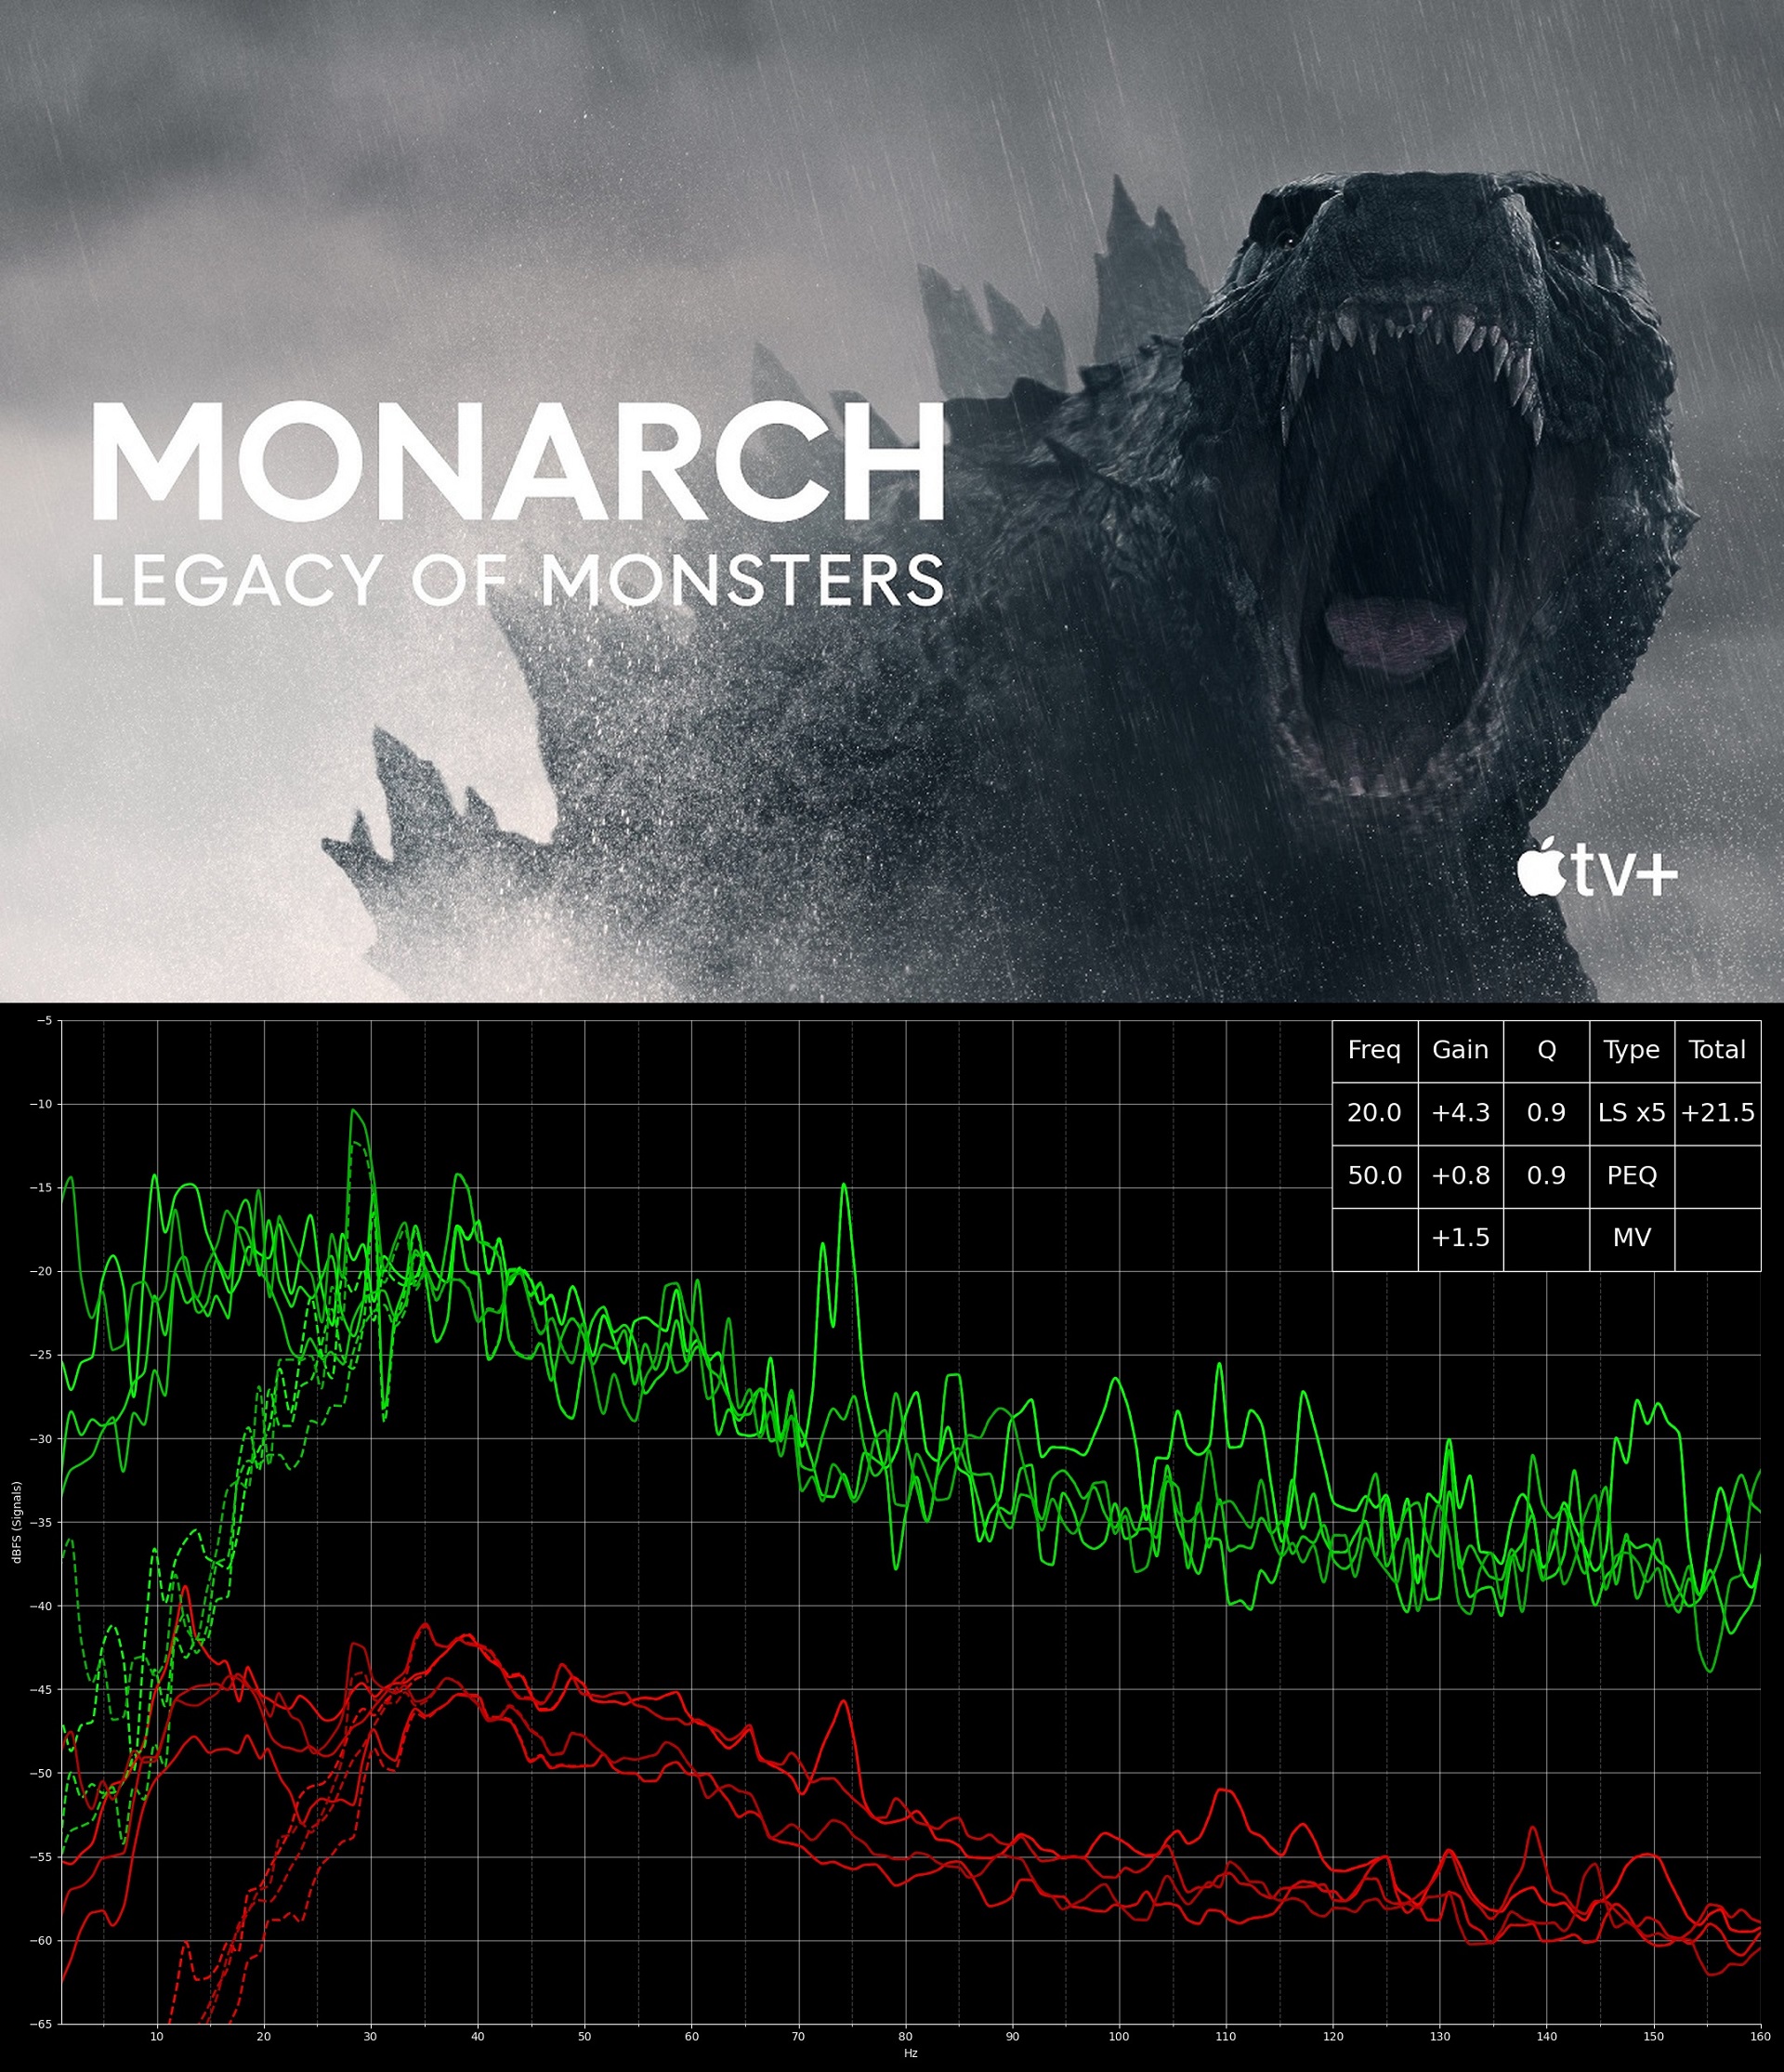 MONARCH
LEGACY OF MONSTERS
tv+
Freq Gain Q Type Total
20.0 +4.3 0.9 LS x5 +21.5
50.0 +0.8 0.9 PEQ
+1.5 MV
−5
−10
−15
−20
−25
−30
−35
−40
−45
−50
−55
−60
−65
dBFS (Signals)
10 20 30 40 50 60 70 80 90 100 110 120 130 140 150 160
Hz